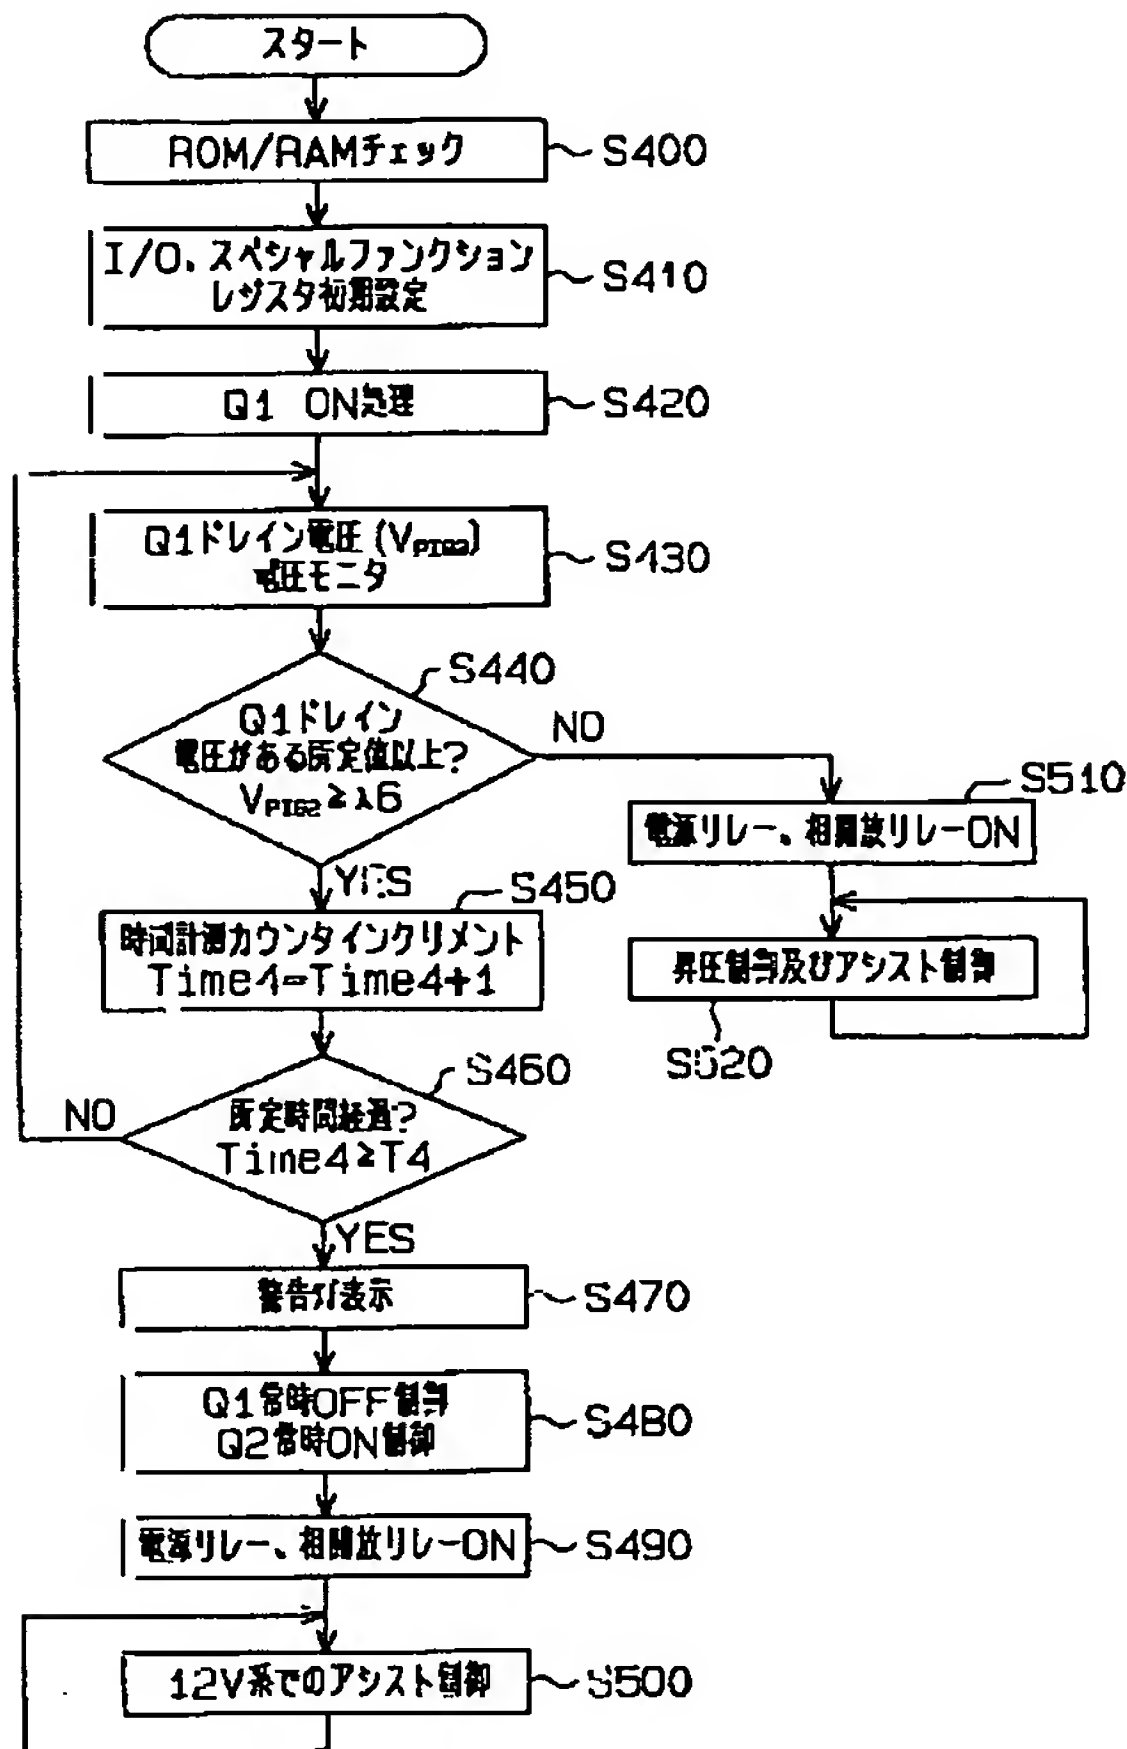 スタート
ROM/RAMチェック
S400
I/O、スペシャルファンクション
レジスタ初期設定
S410
Q1 ON処理
S420
Q1ドレイン電圧(VPIG2)
電圧モニタ
S430
S440
Q1ドレイン
電圧がある所定値以上?
VPIG2≧λ6
NO
YES
S510
電源リレー、相開放リレーON
S450
時間計測カウンタインクリメント
Time4=Time4+1
昇圧制御及びアシスト制御
S520
S460
所定時間経過?
Time4≧T4
NO
YES
警告灯表示
S470
Q1常時OFF制御
Q2常時ON制御
S480
電源リレー、相開放リレーON
S490
12V系でのアシスト制御
S500